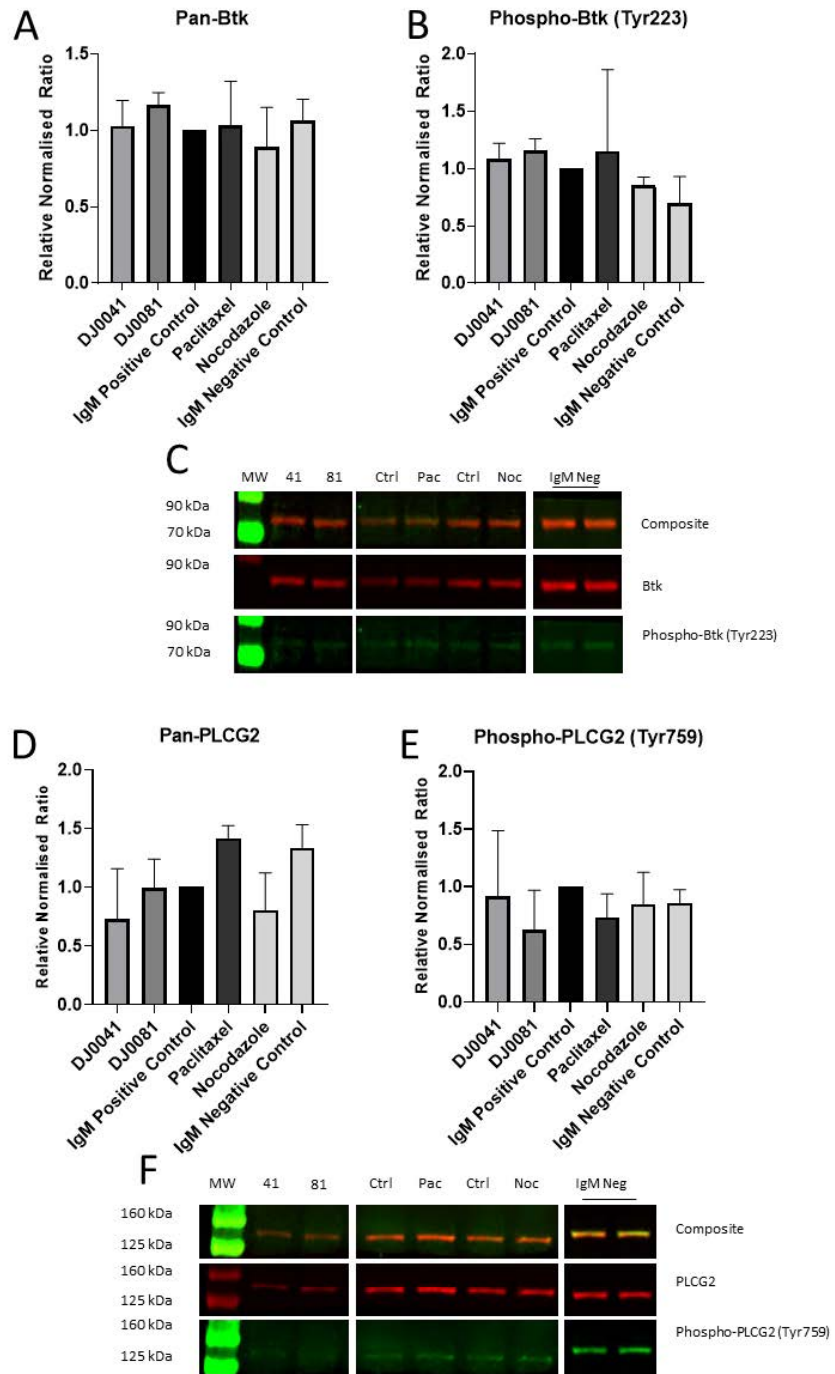 A
Pan-Btk
Relative Normalised Ratio
1.5
1.0
0.5
0.0
DJ0041
DJ0081
IgM Positive Control
Paclitaxel
Nocodazole
IgM Negative Control
B
Phospho-Btk (Tyr223)
Relative Normalised Ratio
2.0
1.5
1.0
0.5
0.0
DJ0041
DJ0081
IgM Positive Control
Paclitaxel
Nocodazole
IgM Negative Control
C
MW 41 81 Ctrl Pac Ctrl Noc IgM Neg
90 kDa
70 kDa
Composite
90 kDa
Btk
90 kDa
70 kDa
Phospho-Btk (Tyr223)
D
Pan-PLCG2
Relative Normalised Ratio
2.0
1.5
1.0
0.5
0.0
DJ0041
DJ0081
IgM Positive Control
Paclitaxel
Nocodazole
IgM Negative Control
E
Phospho-PLCG2 (Tyr759)
Relative Normalised Ratio
2.0
1.5
1.0
0.5
0.0
DJ0041
DJ0081
IgM Positive Control
Paclitaxel
Nocodazole
IgM Negative Control
F
MW 41 81 Ctrl Pac Ctrl Noc IgM Neg
160 kDa
125 kDa
Composite
160 kDa
125 kDa
PLCG2
160 kDa
125 kDa
Phospho-PLCG2 (Tyr759)